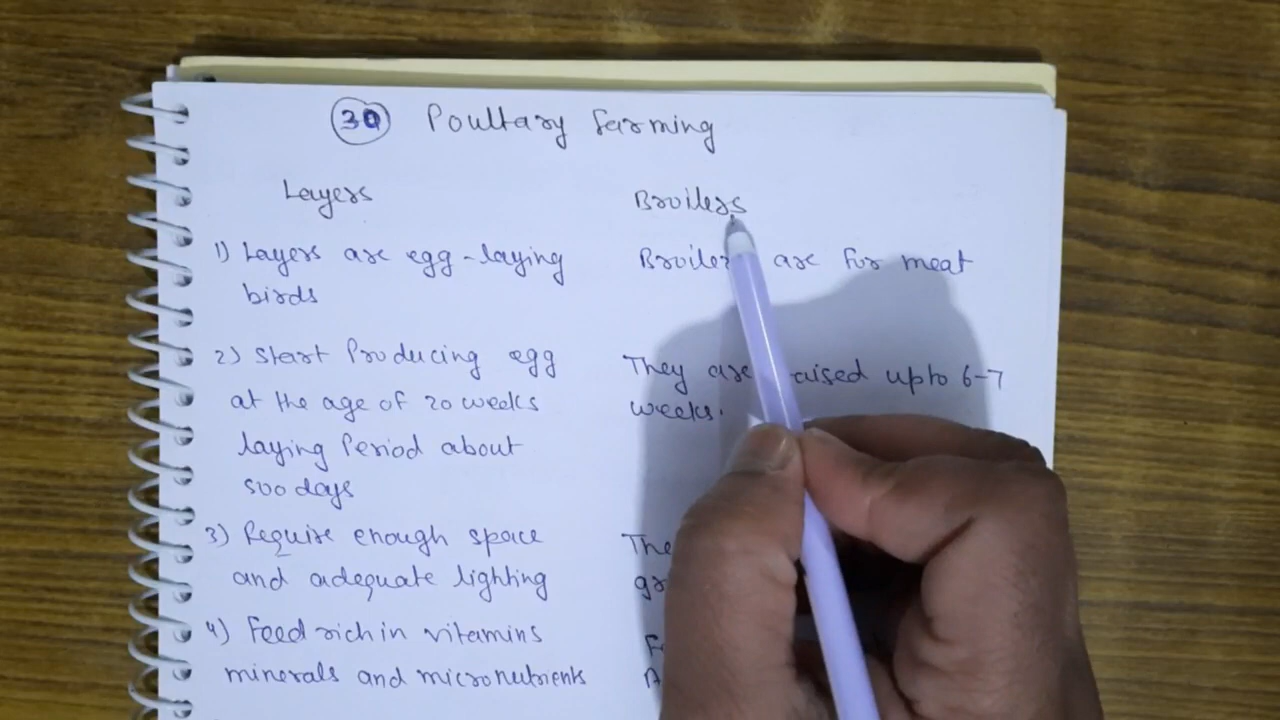 30 Poultary farming
Layers Broilers
1) Layers are egg-laying Broiler are for meat
birds
2) Start Producing egg They are raised upto 6-7
at the age of 20 weeks weeks.
laying Period about
500 days
3) Require enough space The
and adequate lighting
4) Feed rich in vitamins
minerals and micronutrients